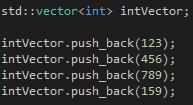 std::vector<int> intVector;
intVector.push_back(123);
intVector.push_back(456);
intVector.push_back(789);
intVector.push_back(159);